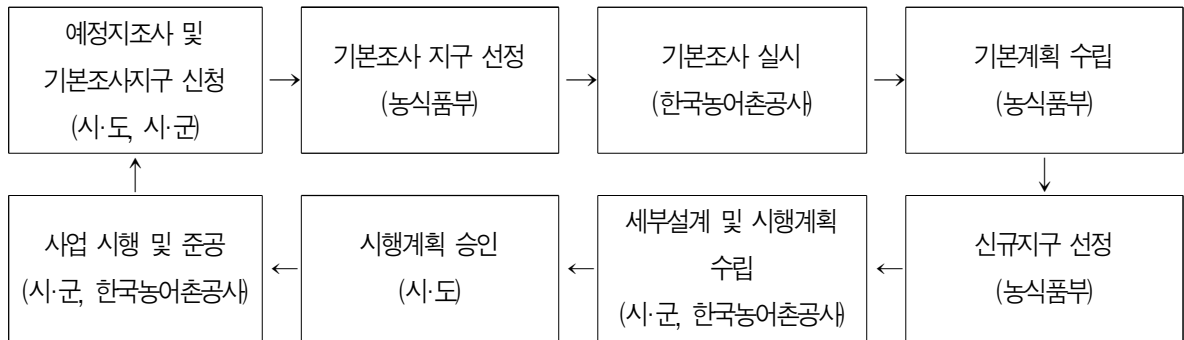 예정지조사 및
기본조사지구 신청
(시·도, 시·군)
→
기본조사 지구 선정
(농식품부)
→
기본조사 실시
(한국농어촌공사)
→
기본계획 수립
(농식품부)
↓
신규지구 선정
(농식품부)
←
세부설계 및 시행계획
수립
(시·군, 한국농어촌공사)
←
시행계획 승인
(시·도)
←
사업 시행 및 준공
(시·군, 한국농어촌공사)
↑